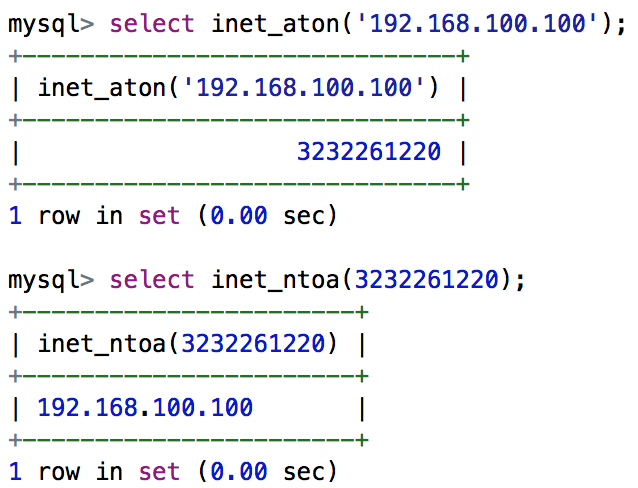 mysql> select inet_aton('192.168.100.100');
+------------------------------+
| inet_aton('192.168.100.100') |
+------------------------------+
|                   3232261220 |
+------------------------------+
1 row in set (0.00 sec)

mysql> select inet_ntoa(3232261220);
+-----------------------+
| inet_ntoa(3232261220) |
+-----------------------+
| 192.168.100.100       |
+-----------------------+
1 row in set (0.00 sec)